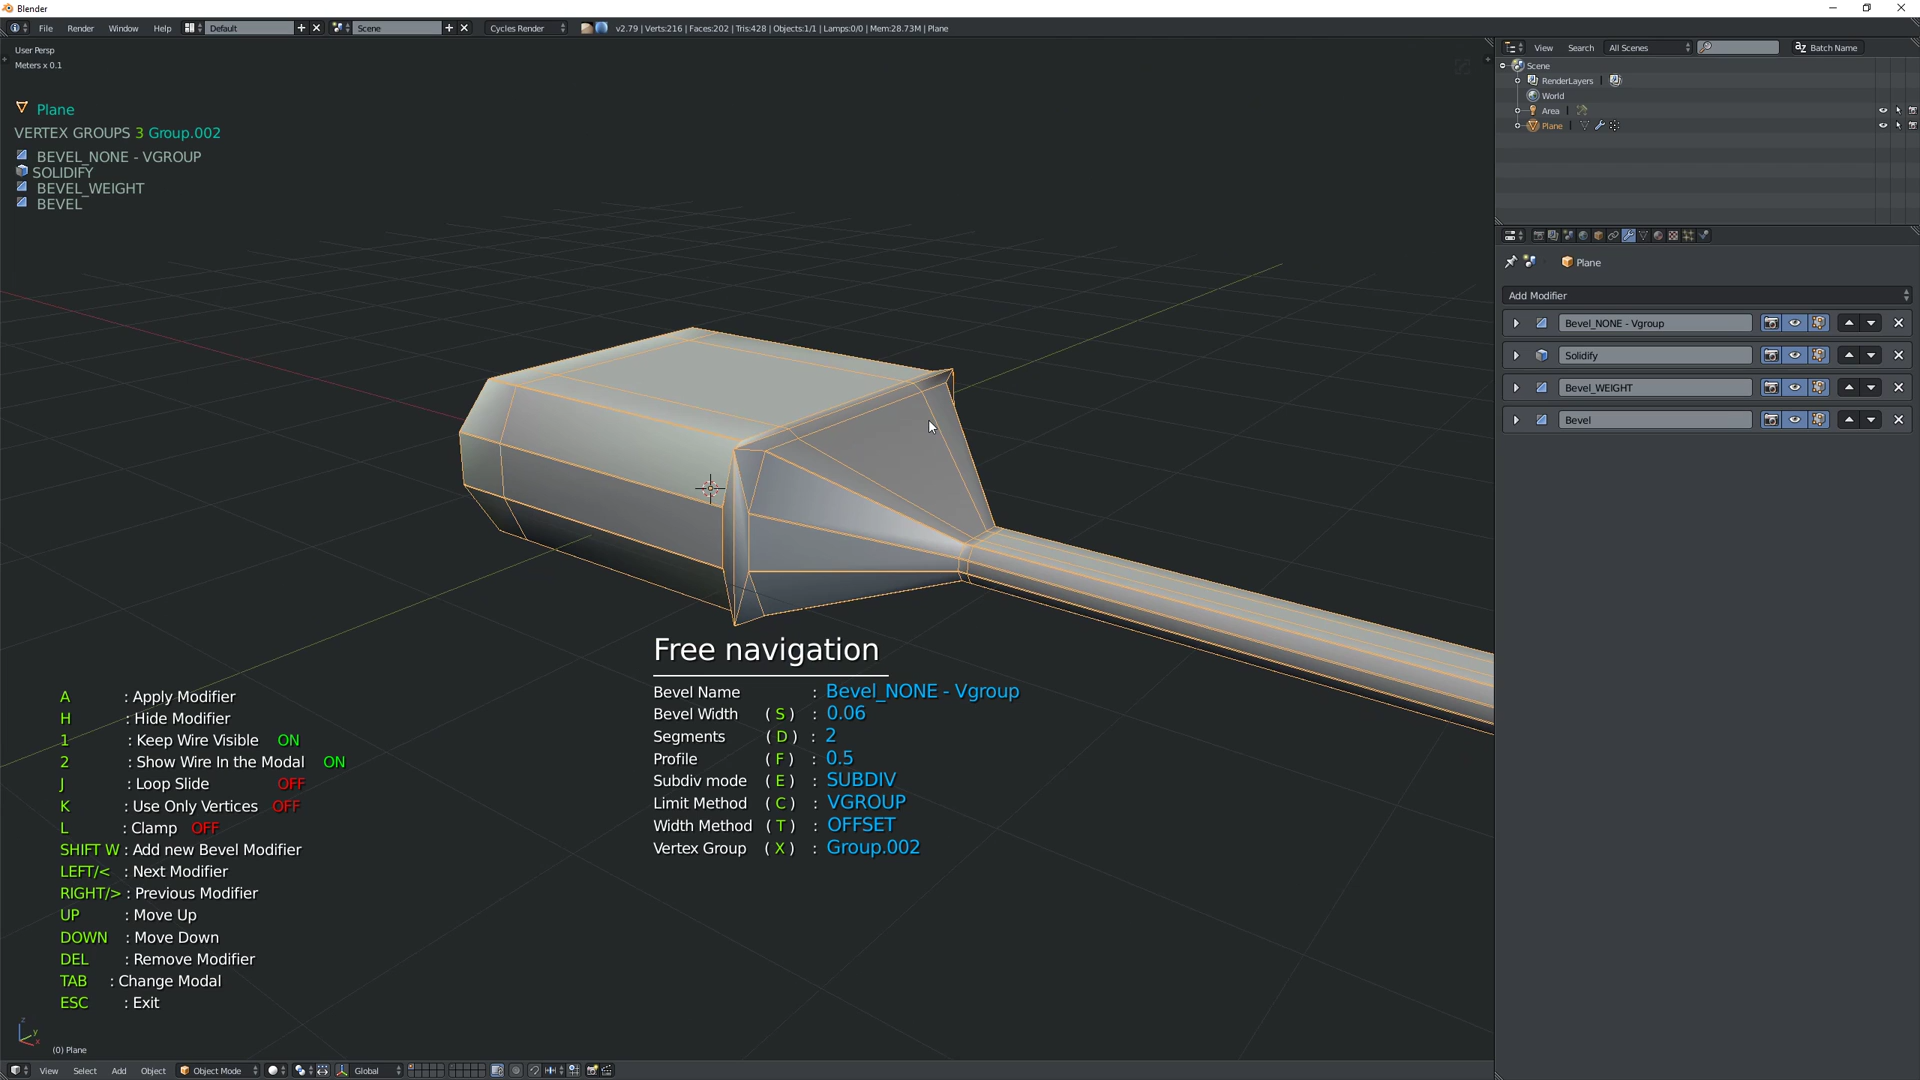 Blender
File Render Window Help Default Scene Cycles Render v2.79 | Verts:216 | Faces:202 | Tris:428 | Objects:1/1 | Lamps:0/0 | Mem:28.73M | Plane
User Persp
Meters x 0.1
Plane
VERTEX GROUPS 3 Group.002
BEVEL_NONE - VGROUP
SOLIDIFY
BEVEL_WEIGHT
BEVEL
View Search All Scenes Batch Name
Scene
RenderLayers
World
Area
Plane
Plane
Add Modifier
Bevel_NONE - Vgroup
Solidify
Bevel_WEIGHT
Bevel
Free navigation
Bevel Name : Bevel_NONE - Vgroup
Bevel Width ( S ) : 0.06
Segments ( D ) : 2
Profile ( F ) : 0.5
Subdiv mode ( E ) : SUBDIV
Limit Method ( C ) : VGROUP
Width Method ( T ) : OFFSET
Vertex Group ( X ) : Group.002
A : Apply Modifier
H : Hide Modifier
1 : Keep Wire Visible ON
2 : Show Wire In the Modal ON
J : Loop Slide OFF
K : Use Only Vertices OFF
L : Clamp OFF
SHIFT W : Add new Bevel Modifier
LEFT/< : Next Modifier
RIGHT/> : Previous Modifier
UP : Move Up
DOWN : Move Down
DEL : Remove Modifier
TAB : Change Modal
ESC : Exit
z
y
x
(0) Plane
View Select Add Object Object Mode Global